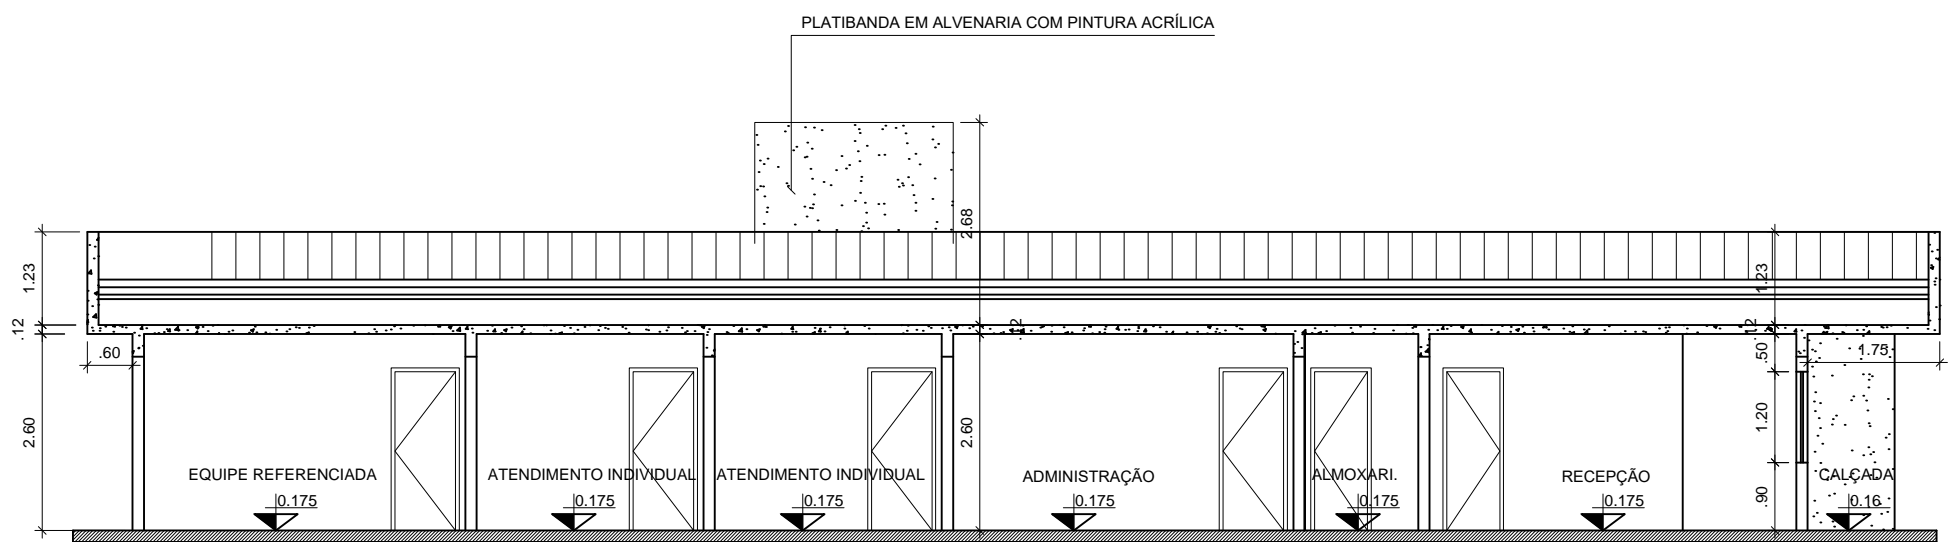 PLATIBANDA EM ALVENARIA COM PINTURA ACRÍLICA
2.68
1.23
1.23
.12
.12
.12
.60
.50
1.75
2.60
2.60
1.20
.90
EQUIPE REFERENCIADA
ATENDIMENTO INDIVIDUAL
ATENDIMENTO INDIVIDUAL
ADMINISTRAÇÃO
ALMOXARI.
RECEPÇÃO
CALÇADA
0.175
0.175
0.175
0.175
0.175
0.175
0.16